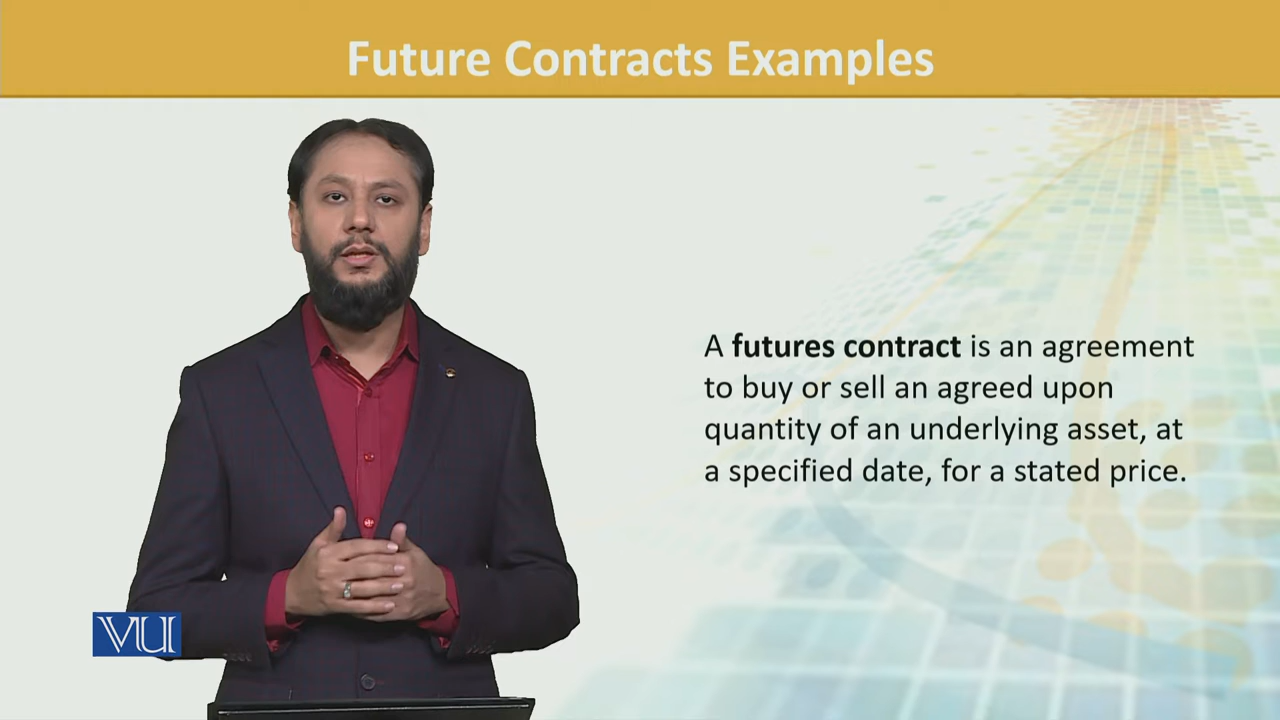 Future Contracts Examples
A futures contract is an agreement
to buy or sell an agreed upon
quantity of an underlying asset, at
a specified date, for a stated price.
VU